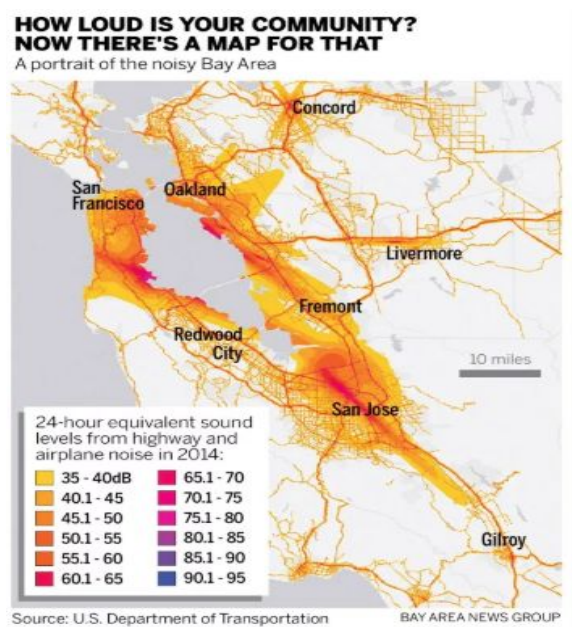 HOW LOUD IS YOUR COMMUNITY?
NOW THERE'S A MAP FOR THAT
A portrait of the noisy Bay Area
Concord
San
Francisco
Oakland
Livermore
Fremont
Redwood
City
10 miles
San Jose
24-hour equivalent sound
levels from highway and
airplane noise in 2014:
35 - 40dB
40.1 - 45
45.1 - 50
50.1 - 55
55.1 - 60
60.1 - 65
65.1 - 70
70.1 - 75
75.1 - 80
80.1 - 85
85.1 - 90
90.1 - 95
Gilroy
Source: U.S. Department of Transportation
BAY AREA NEWS GROUP